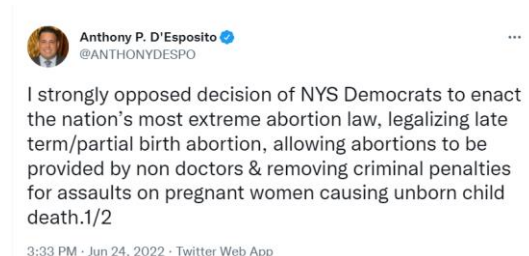 Anthony P. D'Esposito
@ANTHONYDESPO
I strongly opposed decision of NYS Democrats to enact
the nation's most extreme abortion law, legalizing late
term/partial birth abortion, allowing abortions to be
provided by non doctors & removing criminal penalties
for assaults on pregnant women causing unborn child
death.1/2
3:33 PM · Jun 24, 2022 · Twitter Web App